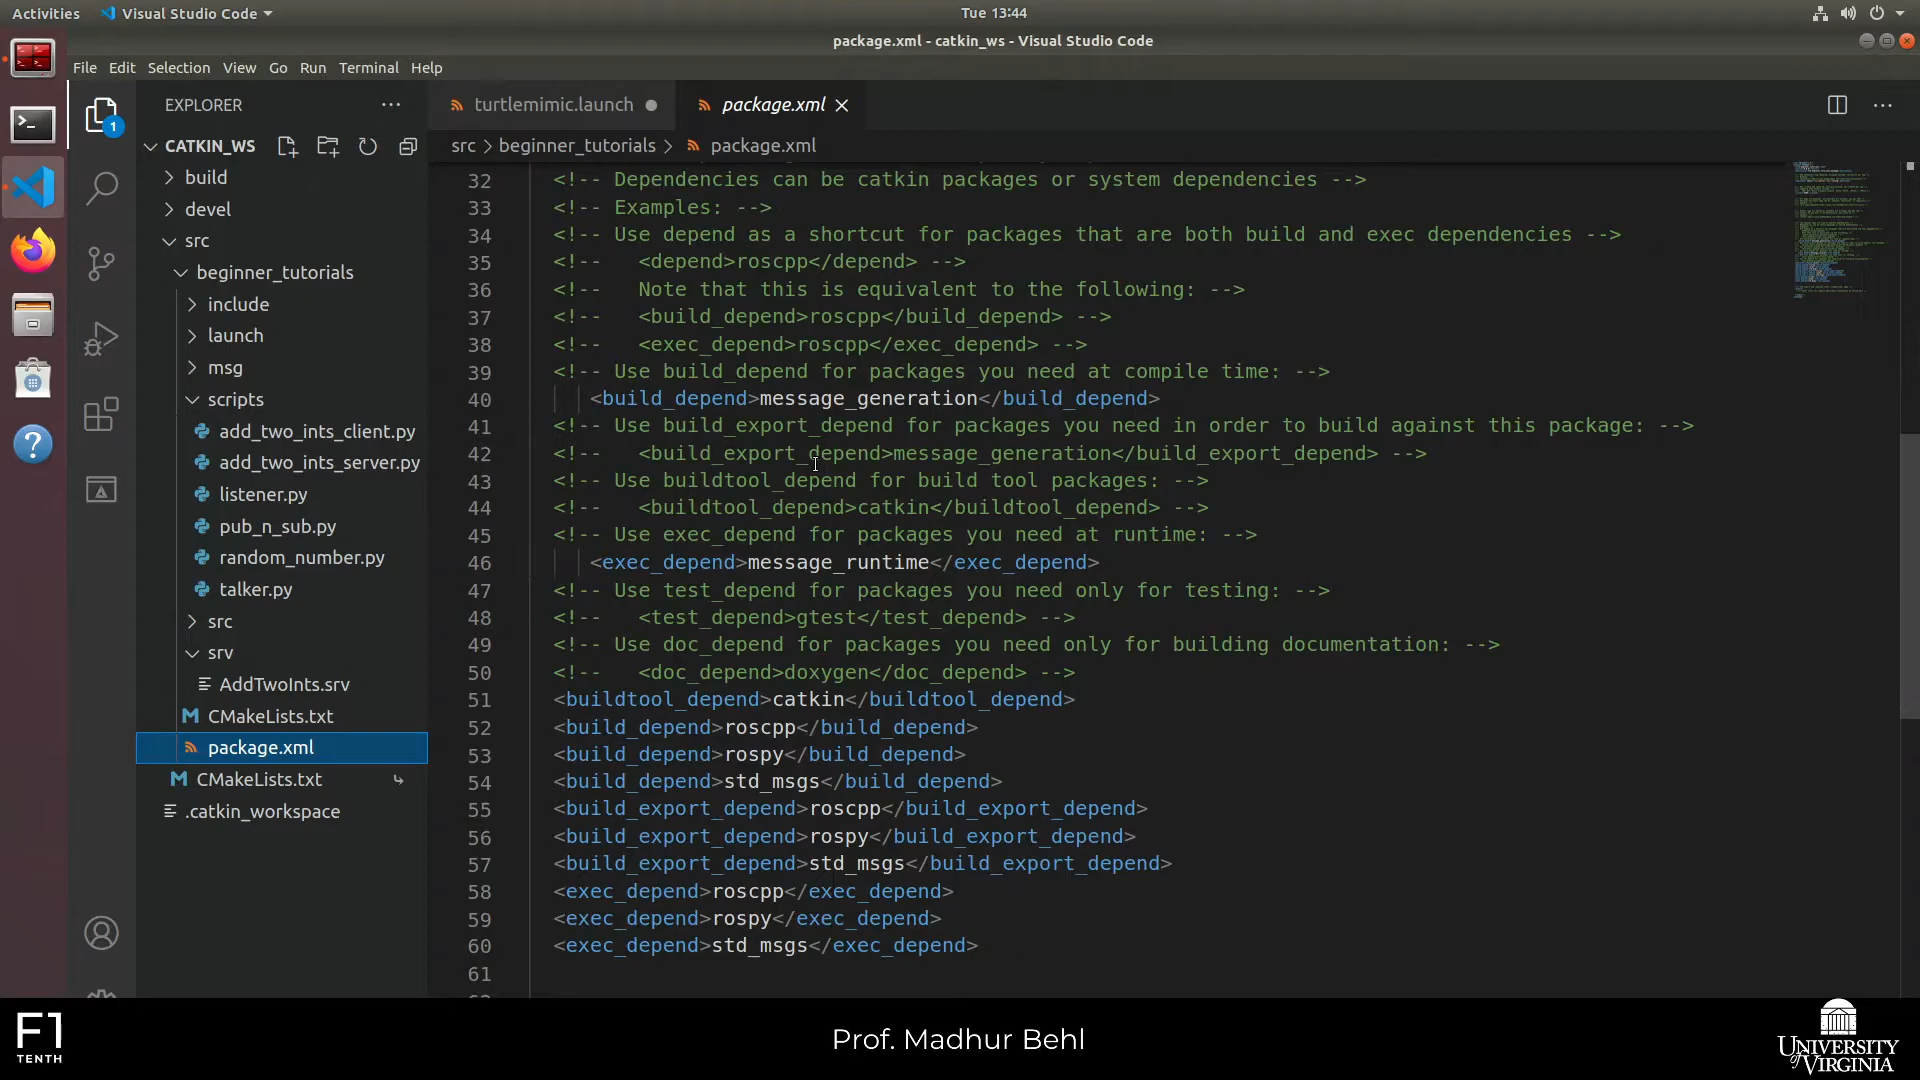 Activities
Visual Studio Code
Tue 13:44
package.xml - catkin_ws - Visual Studio Code
File Edit Selection View Go Run Terminal Help
EXPLORER
1
CATKIN_WS
build
devel
src
beginner_tutorials
include
launch
msg
scripts
add_two_ints_client.py
add_two_ints_server.py
listener.py
pub_n_sub.py
random_number.py
talker.py
src
srv
AddTwoInts.srv
CMakeLists.txt
package.xml
CMakeLists.txt
.catkin_workspace
turtlemimic.launch
package.xml
src > beginner_tutorials > package.xml
32 <!-- Dependencies can be catkin packages or system dependencies -->
33 <!-- Examples: -->
34 <!-- Use depend as a shortcut for packages that are both build and exec dependencies -->
35 <!--   <depend>roscpp</depend> -->
36 <!--   Note that this is equivalent to the following: -->
37 <!--   <build_depend>roscpp</build_depend> -->
38 <!--   <exec_depend>roscpp</exec_depend> -->
39 <!-- Use build_depend for packages you need at compile time: -->
40 <build_depend>message_generation</build_depend>
41 <!-- Use build_export_depend for packages you need in order to build against this package: -->
42 <!--   <build_export_depend>message_generation</build_export_depend> -->
43 <!-- Use buildtool_depend for build tool packages: -->
44 <!--   <buildtool_depend>catkin</buildtool_depend> -->
45 <!-- Use exec_depend for packages you need at runtime: -->
46 <exec_depend>message_runtime</exec_depend>
47 <!-- Use test_depend for packages you need only for testing: -->
48 <!--   <test_depend>gtest</test_depend> -->
49 <!-- Use doc_depend for packages you need only for building documentation: -->
50 <!--   <doc_depend>doxygen</doc_depend> -->
51 <buildtool_depend>catkin</buildtool_depend>
52 <build_depend>roscpp</build_depend>
53 <build_depend>rospy</build_depend>
54 <build_depend>std_msgs</build_depend>
55 <build_export_depend>roscpp</build_export_depend>
56 <build_export_depend>rospy</build_export_depend>
57 <build_export_depend>std_msgs</build_export_depend>
58 <exec_depend>roscpp</exec_depend>
59 <exec_depend>rospy</exec_depend>
60 <exec_depend>std_msgs</exec_depend>
61
F1
TENTH
Prof. Madhur Behl
UNIVERSITY
of VIRGINIA